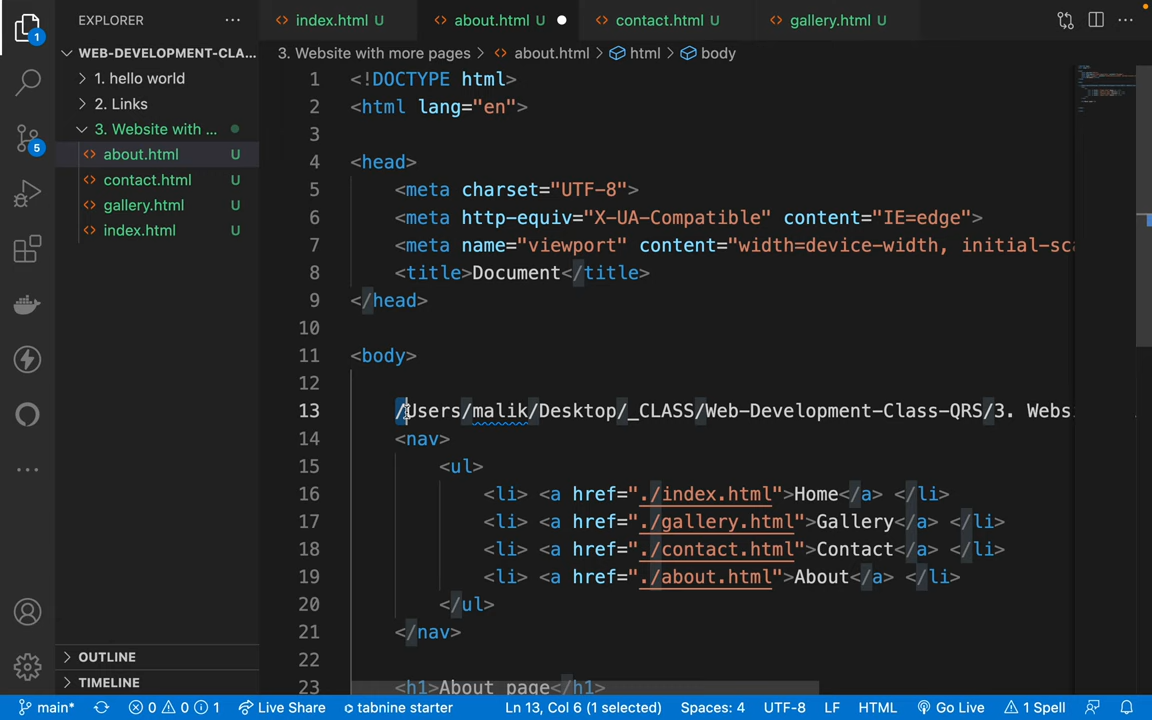 EXPLORER
index.html U
about.html U
contact.html U
gallery.html U
1
WEB-DEVELOPMENT-CLA...
3. Website with more pages > about.html > html > body
1. hello world
2. Links
3. Website with ...
about.html U
contact.html U
gallery.html U
index.html U
5
1 <!DOCTYPE html>
2 <html lang="en">
3
4 <head>
5 <meta charset="UTF-8">
6 <meta http-equiv="X-UA-Compatible" content="IE=edge">
7 <meta name="viewport" content="width=device-width, initial-sca
8 <title>Document</title>
9 </head>
10
11 <body>
12
13 /Users/malik/Desktop/_CLASS/Web-Development-Class-QRS/3. Websi
14 <nav>
15 <ul>
16 <li> <a href="./index.html">Home</a> </li>
17 <li> <a href="./gallery.html">Gallery</a> </li>
18 <li> <a href="./contact.html">Contact</a> </li>
19 <li> <a href="./about.html">About</a> </li>
20 </ul>
21 </nav>
22
23 <h1>About page</h1>
OUTLINE
TIMELINE
main* 0 0 1 Live Share tabnine starter Ln 13, Col 6 (1 selected) Spaces: 4 UTF-8 LF HTML Go Live 1 Spell